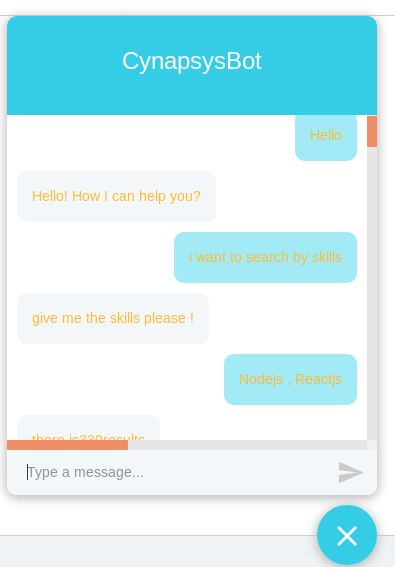 CynapsysBot
Hello
Hello! How I can help you?
i want to search by skills
give me the skills please !
Nodejs , Reactjs
there is330results
Type a message...